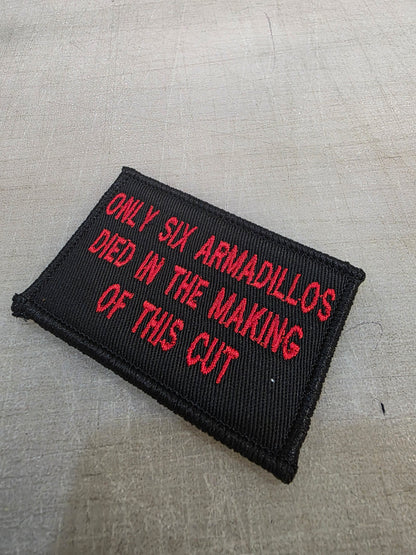 ONLY SIX ARMADILLOS
DIED IN THE MAKING
OF THIS CUT